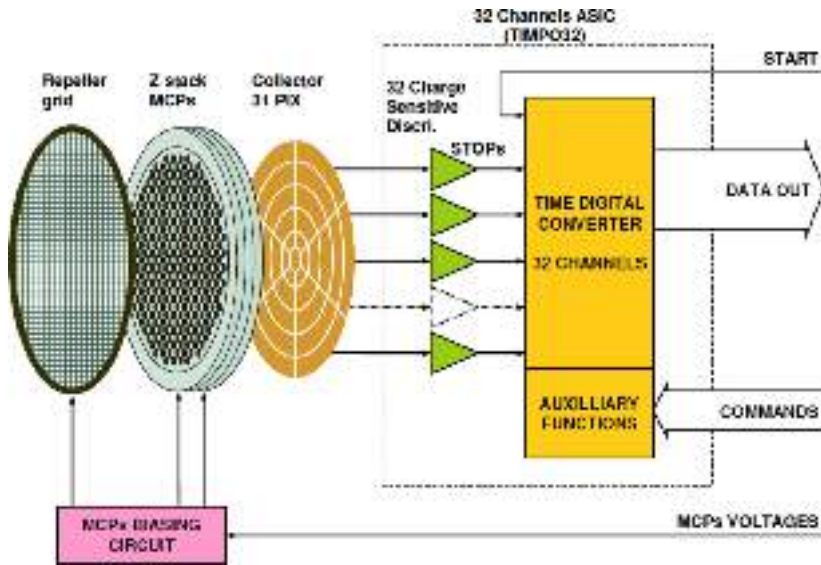 32 Channels ASIC
(TIMPO32)
START
Repeller
grid
Z stack
MCPs
Collector
31 PIX
32 Charge
Sensitive
Discri.
STOPs
DATA OUT
TIME DIGITAL
CONVERTER
32 CHANNELS
AUXILLIARY
FUNCTIONS
COMMANDS
MCPs BIASING
CIRCUIT
MCPs VOLTAGES